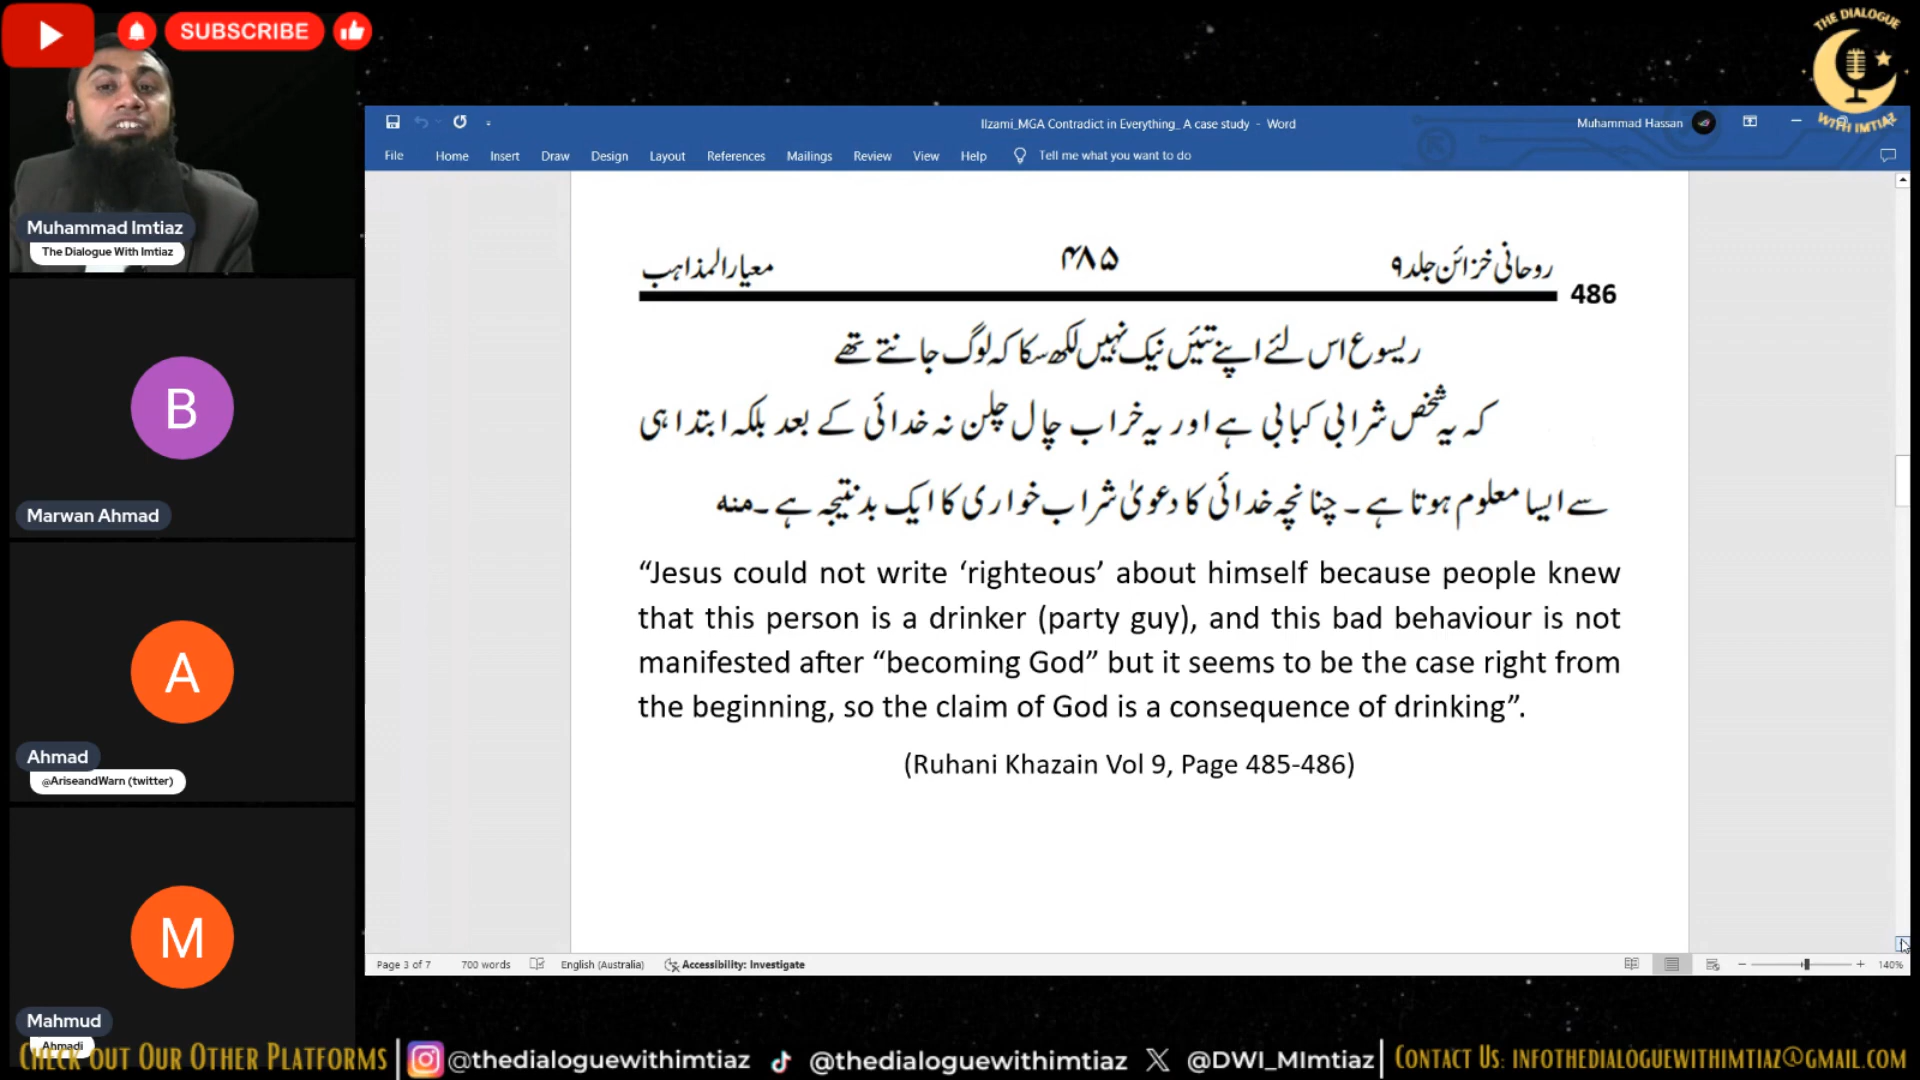 SUBSCRIBE
THE DIALOGUE
WITH IMTIAZ
Ilzami_MGA Contradict in Everything_ A case study - Word
Muhammad Hassan
File Home Insert Draw Design Layout References Mailings Review View Help Tell me what you want to do
Muhammad Imtiaz
The Dialogue With Imtiaz
B
Marwan Ahmad
A
Ahmad
@AriseandWarn (twitter)
M
Mahmud
Ahmadi
روحانی خزائن جلد ۹
۴۸۵
معیار المذاہب
486
ریسوع اس لئے اپنے تئیں نیک نہیں لکھ سکا کہ لوگ جانتے تھے
کہ یہ شخص شرابی کبابی ہے اور یہ خراب چال چلن نہ خدائی کے بعد بلکہ ابتدا ہی
سے ایسا معلوم ہوتا ہے۔ چنانچہ خدائی کا دعویٰ شراب خواری کا ایک بدنتیجہ ہے۔ منہ
“Jesus could not write ‘righteous’ about himself because people knew
that this person is a drinker (party guy), and this bad behaviour is not
manifested after “becoming God” but it seems to be the case right from
the beginning, so the claim of God is a consequence of drinking”.
(Ruhani Khazain Vol 9, Page 485-486)
Page 3 of 7 700 words English (Australia) Accessibility: Investigate 140%
CHECK OUT OUR OTHER PLATFORMS @thedialoguewithimtiaz @thedialoguewithimtiaz @DWI_MImtiaz CONTACT US: INFOTHEDIALOGUEWITHIMTIAZ@GMAIL.COM